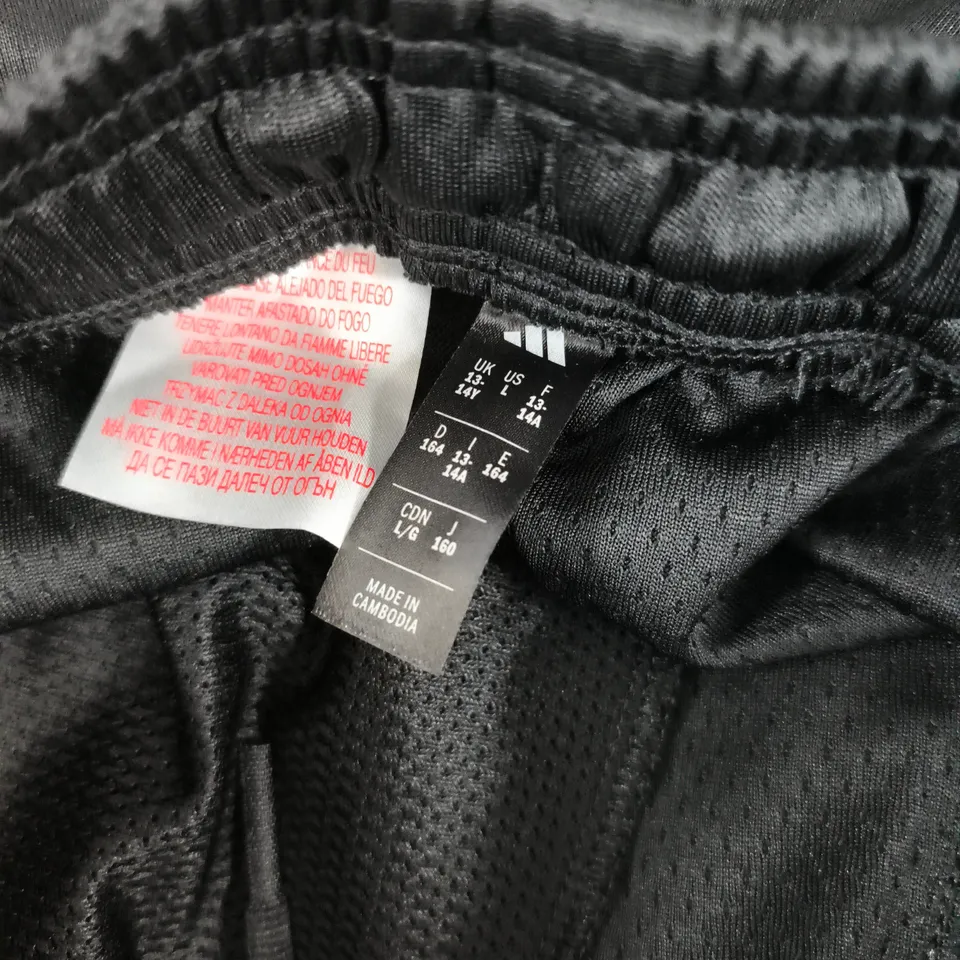 DU FEU
ALEJADO DEL FUEGO
MANTER AFASTADO DO FOGO
TENERE LONTANO DA FIAMME LIBERE
UDRŽUJTE MIMO DOSAH OHNĚ
VAROVATI PRED OGNJEM
TRZYMAC Z DALEKA OD OGNIA
NIET IN DE BUURT VAN VUUR HOUDEN
MÅ IKKE KOMME I NÆRHEDEN AF ÅBEN ILD
ДА СЕ ПАЗИ ДАЛЕЧ ОТ ОГЪН
UK US F
13- L 13-
14Y 14A
D I E
164 13- 164
14A
CDN J
L/G 160
MADE IN
CAMBODIA